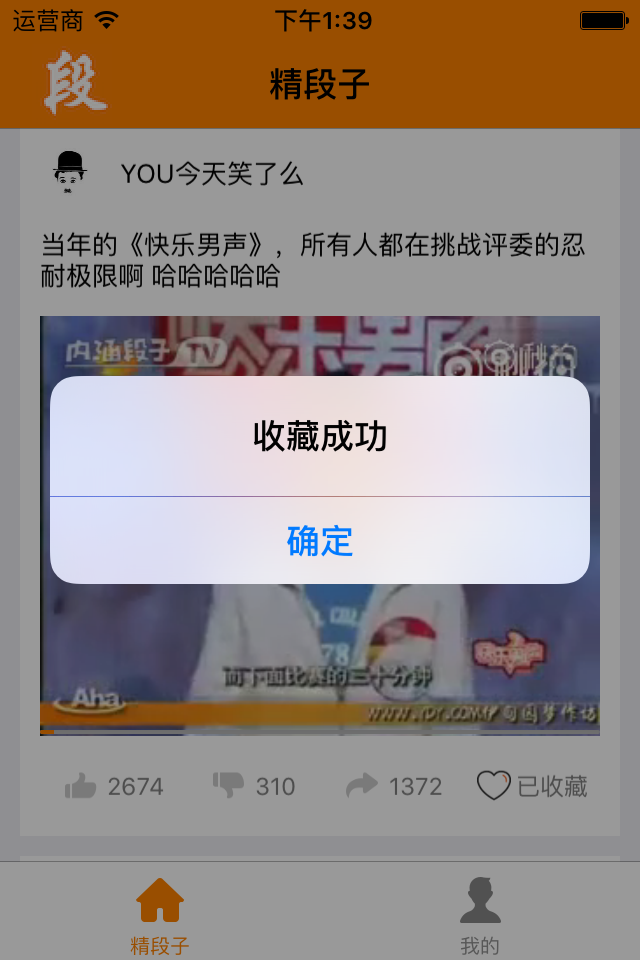 运营商
下午1:39
段
精段子
YOU今天笑了么
当年的《快乐男声》，所有人都在挑战评委的忍
耐极限啊 哈哈哈哈哈
内涵段子TV
秒拍
收藏成功
确定
而下面比赛的三十分钟
Aha
2674
310
1372
已收藏
精段子
我的